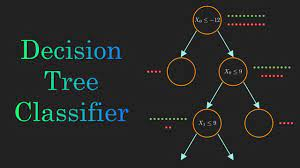 Decision
Tree
Classifier
X₀ ≤ -12
X₀ ≤ 9
X₁ ≤ 9